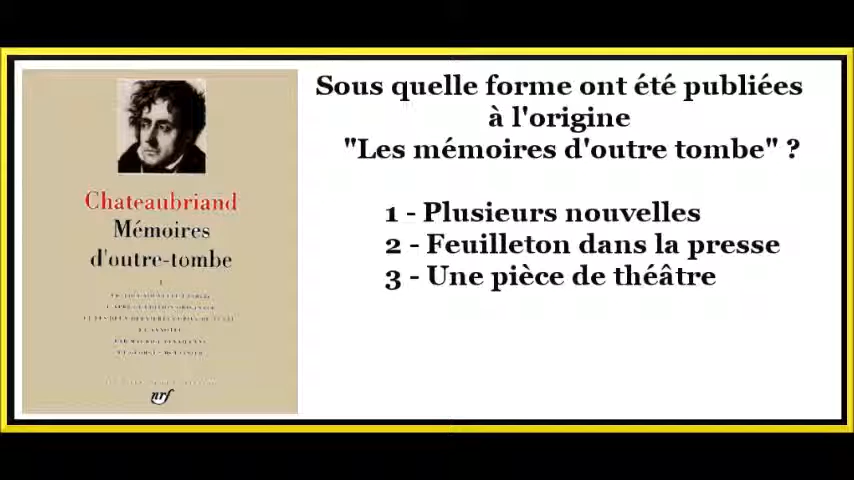 Sous quelle forme ont été publiées
à l'origine
"Les mémoires d'outre tombe" ?
1 - Plusieurs nouvelles
2 - Feuilleton dans la presse
3 - Une pièce de théâtre
Chateaubriand
Mémoires
d'outre-tombe
I
nrf